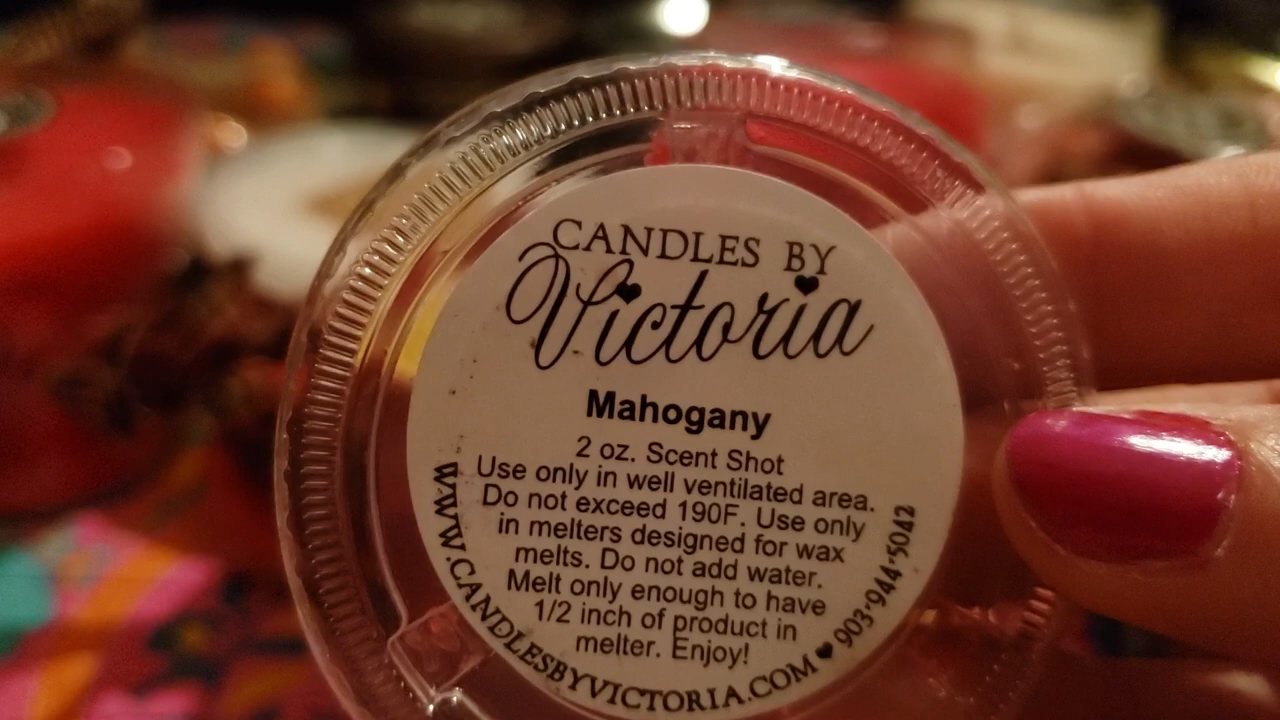 CANDLES BY
Victoria
Mahogany
2 oz. Scent Shot
Use only in well ventilated area.
Do not exceed 190F. Use only
in melters designed for wax
melts. Do not add water.
Melt only enough to have
1/2 inch of product in
melter. Enjoy!
www.CANDLESBYVICTORIA.COM ♥ 903•944•5042